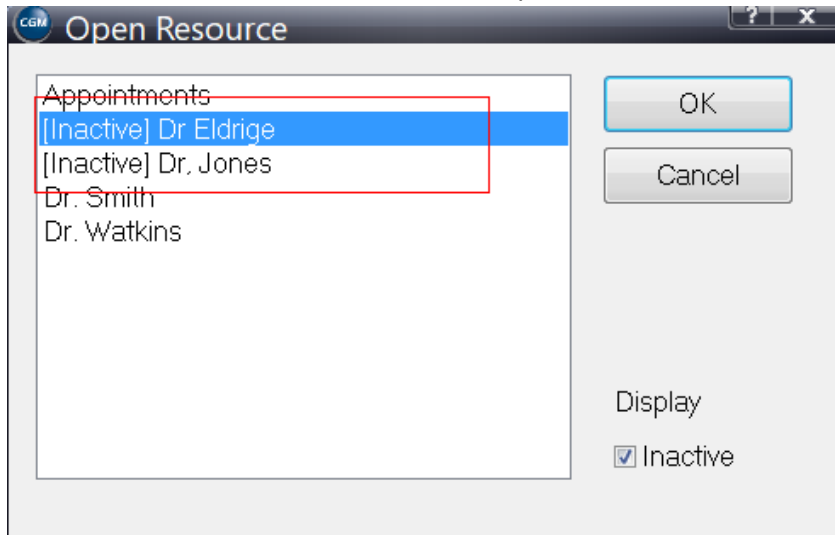 CGM
Open Resource
? x
Appointments
[Inactive] Dr Eldrige
[Inactive] Dr, Jones
Dr. Smith
Dr. Watkins
OK
Cancel
Display
Inactive